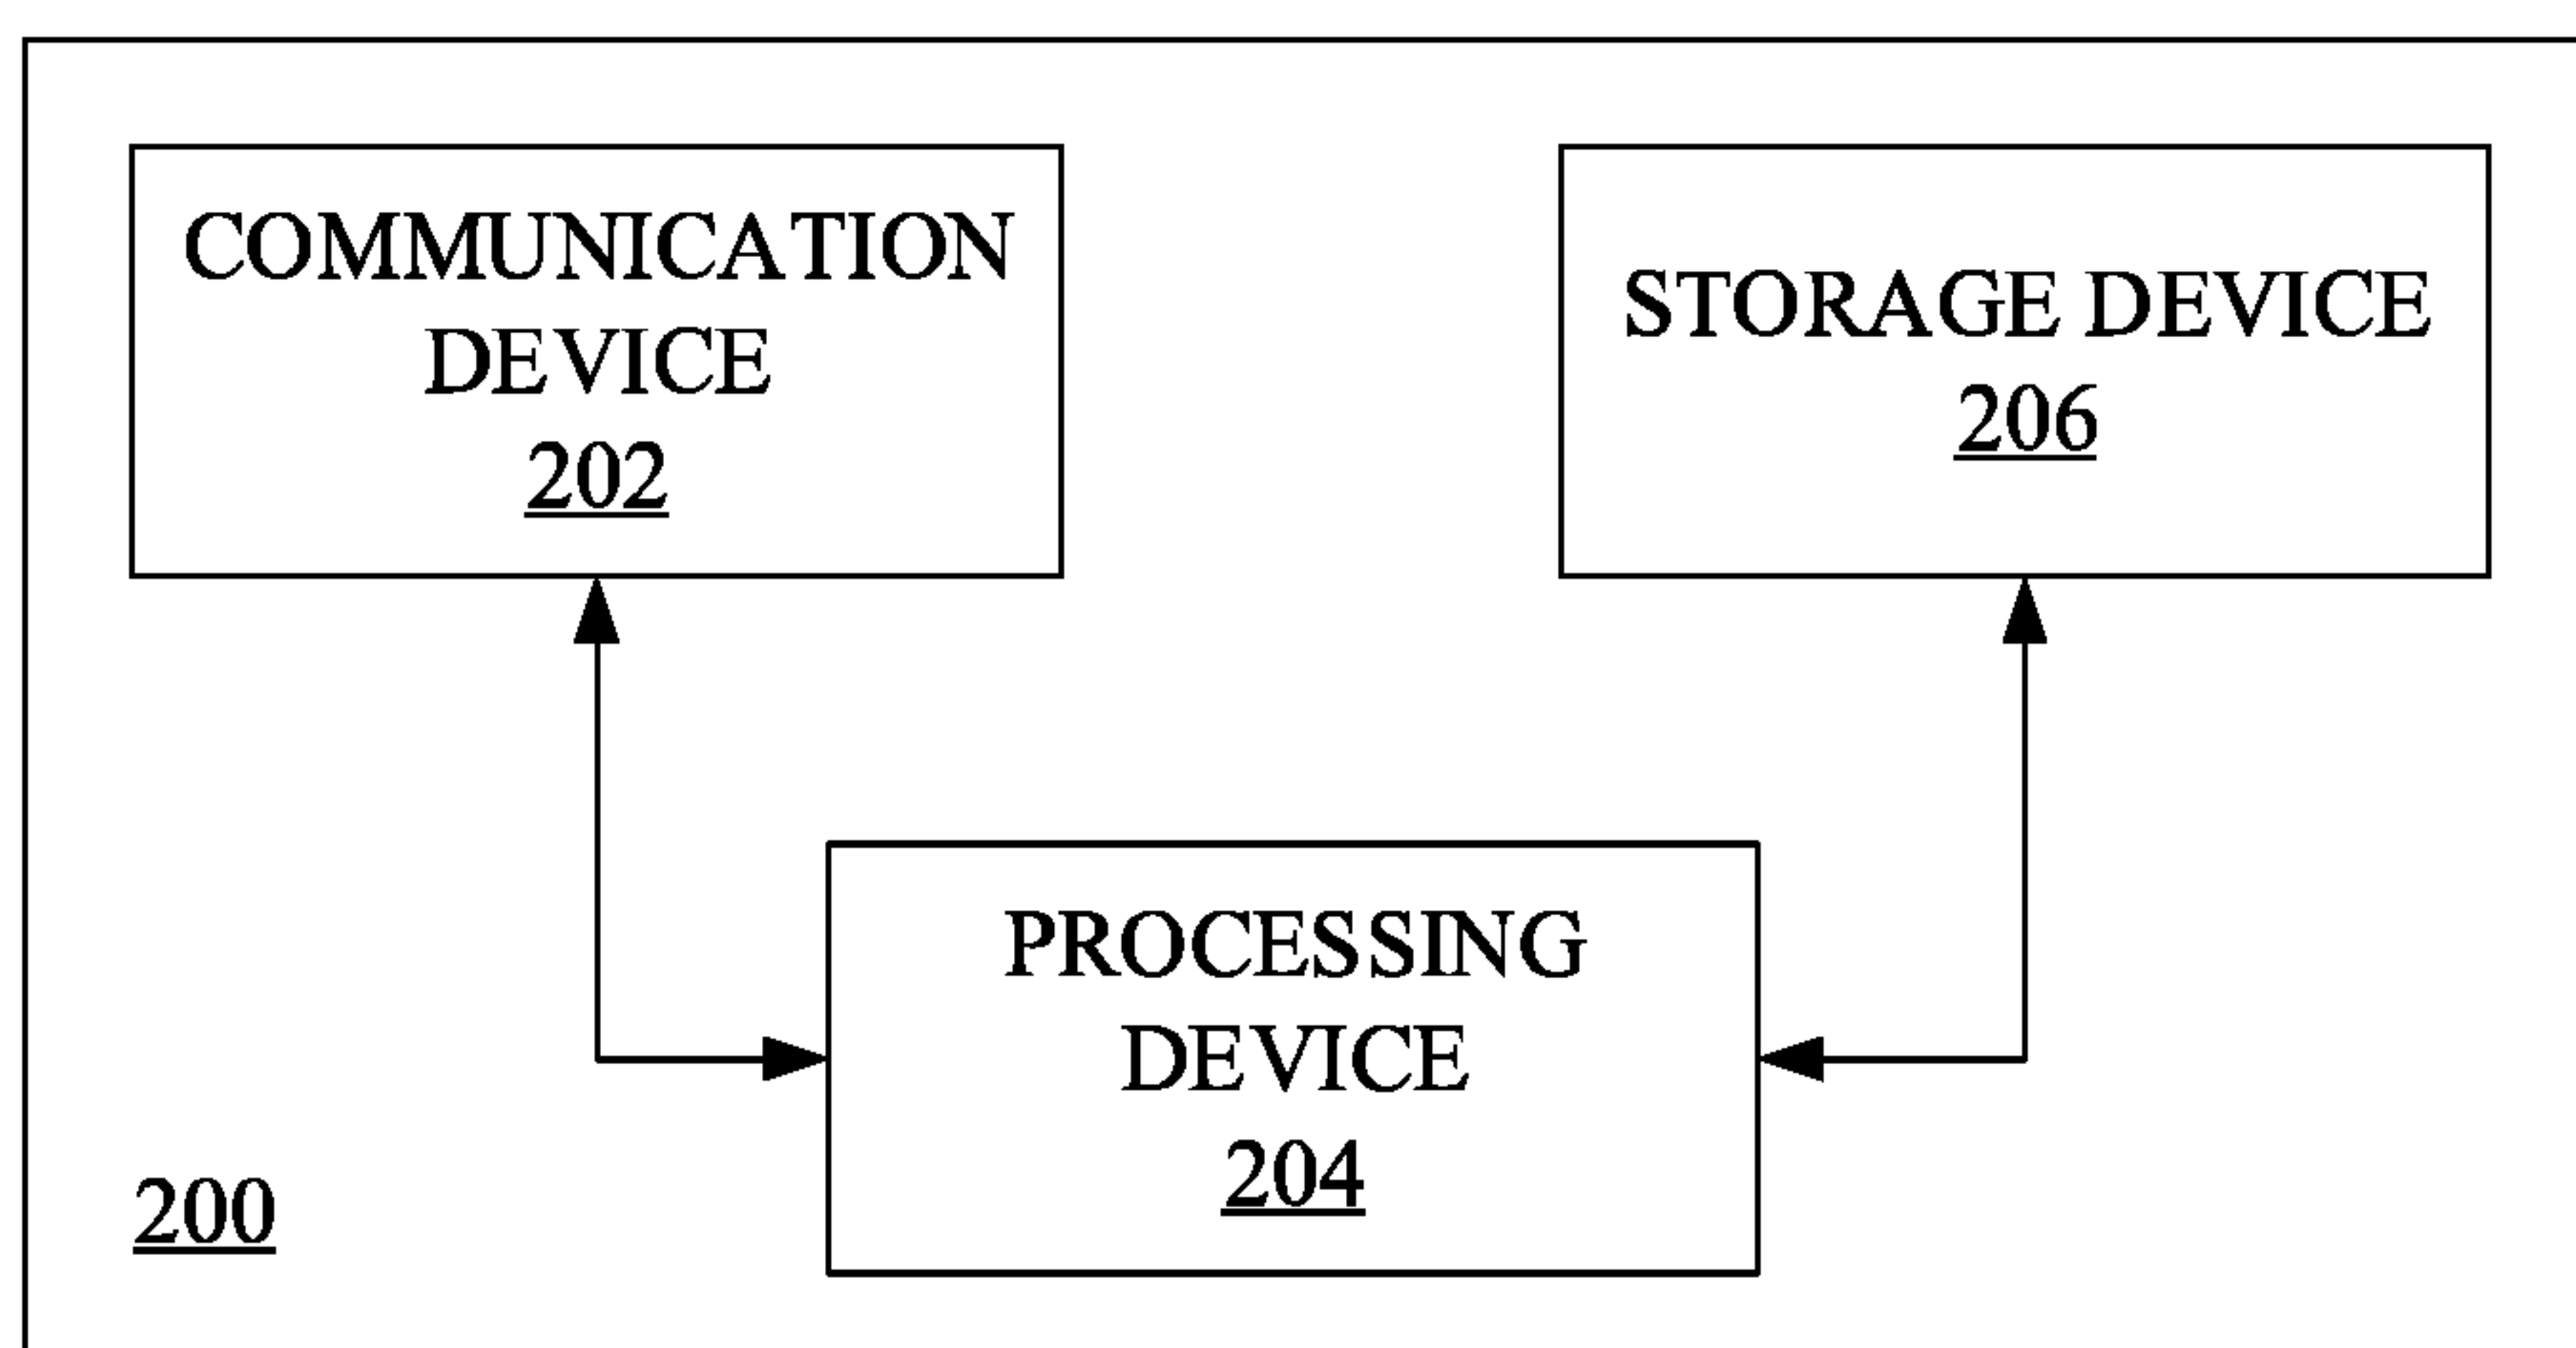 COMMUNICATION
DEVICE
202
STORAGE DEVICE
206
PROCESSING
DEVICE
204
200